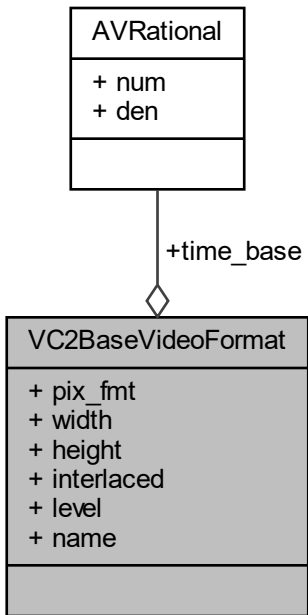 AVRational
+ num
+ den
+time_base
VC2BaseVideoFormat
+ pix_fmt
+ width
+ height
+ interlaced
+ level
+ name